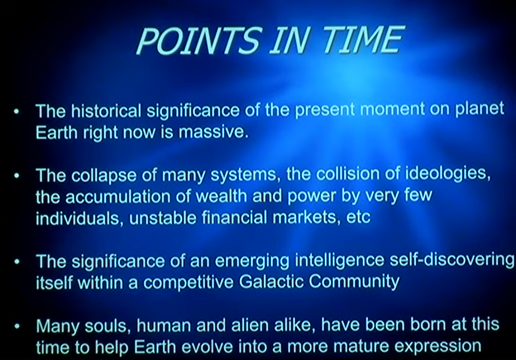 POINTS IN TIME
• The historical significance of the present moment on planet
Earth right now is massive.
• The collapse of many systems, the collision of ideologies,
the accumulation of wealth and power by very few
individuals, unstable financial markets, etc
• The significance of an emerging intelligence self-discovering
itself within a competitive Galactic Community
• Many souls, human and alien alike, have been born at this
time to help Earth evolve into a more mature expression